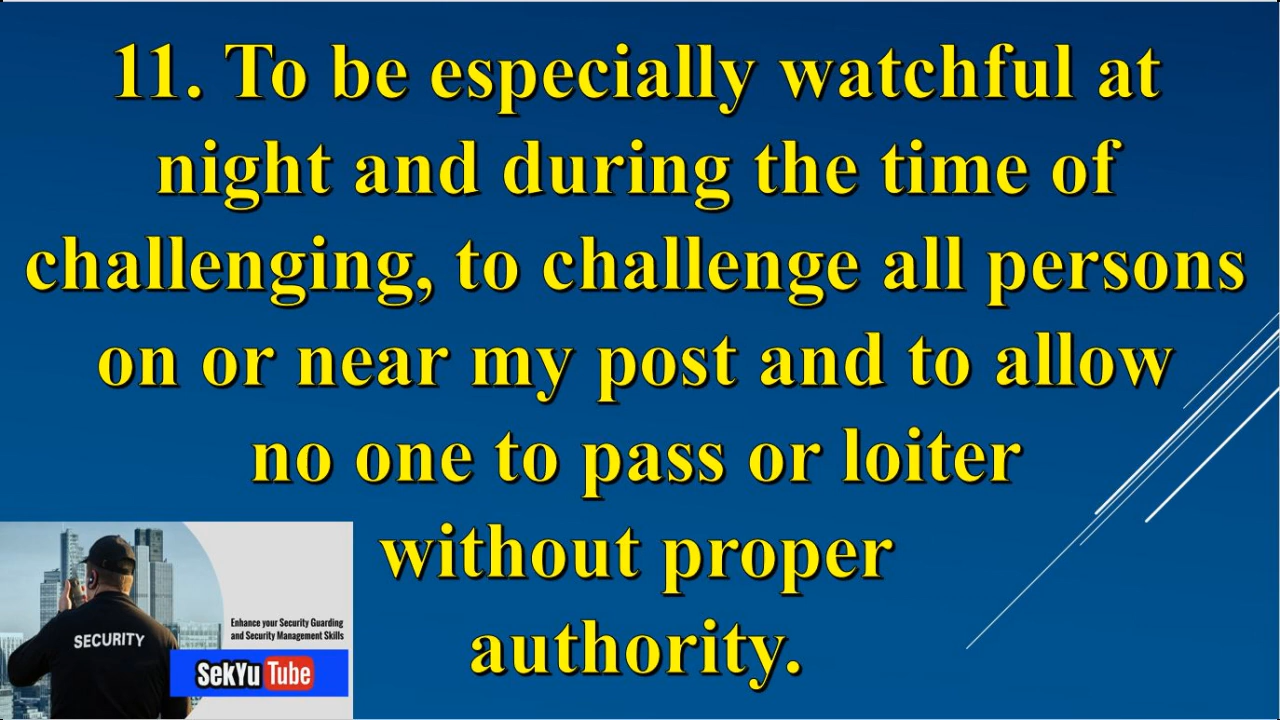 11. To be especially watchful at
night and during the time of
challenging, to challenge all persons
on or near my post and to allow
no one to pass or loiter
without proper
authority.
SECURITY
Enhance your Security Guarding
and Security Management Skills
SekYu Tube